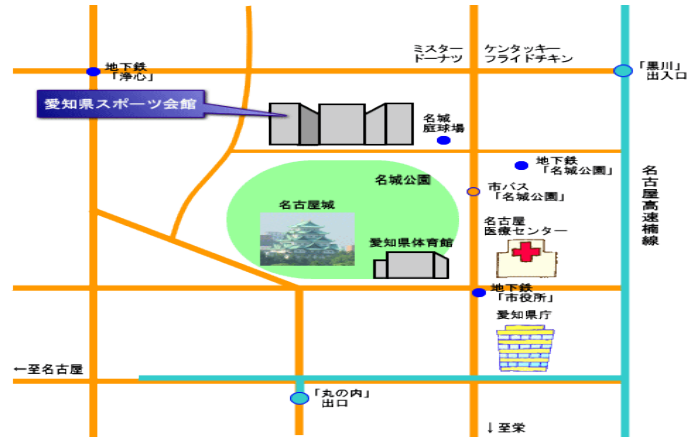 ミスター
ドーナツ
ケンタッキー
フライドチキン
地下鉄
「浄心」
「黒川」
出入口
愛知県スポーツ会館
名城
庭球場
地下鉄
「名城公園」
名城公園
市バス
「名城公園」
名古屋高速楠線
名古屋城
名古屋
医療センター
愛知県体育館
地下鉄
「市役所」
愛知県庁
←至名古屋
「丸の内」
出口
↓至栄